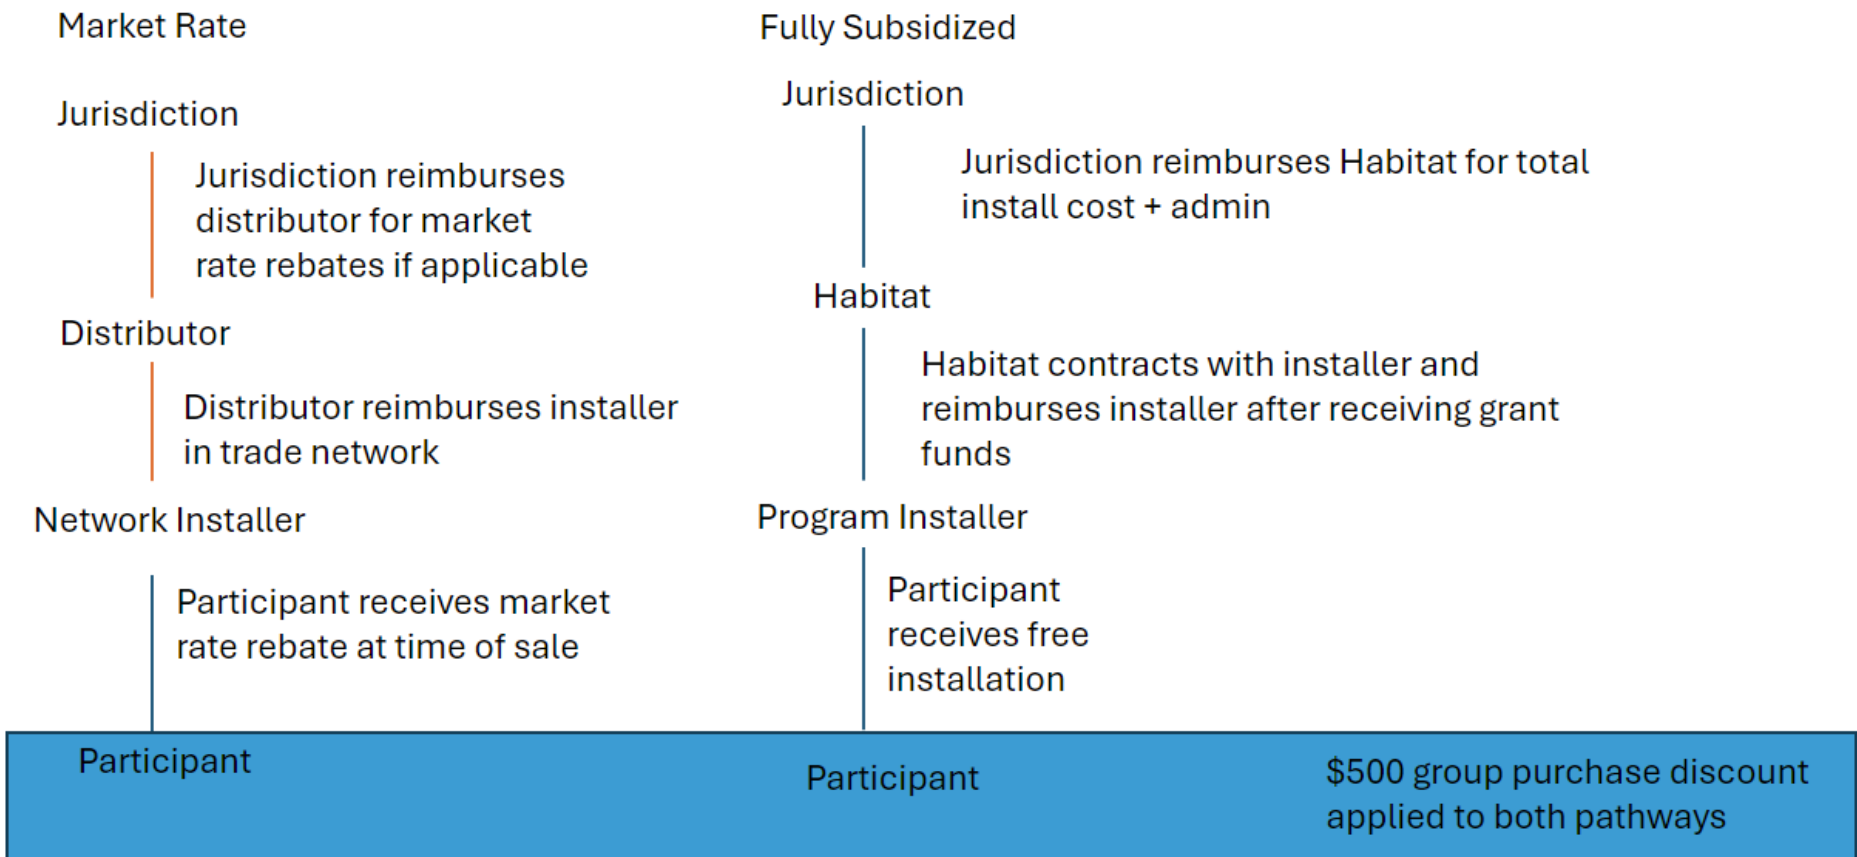 Market Rate
Jurisdiction
Jurisdiction reimburses
distributor for market
rate rebates if applicable
Distributor
Distributor reimburses installer
in trade network
Network Installer
Participant receives market
rate rebate at time of sale
Participant
Fully Subsidized
Jurisdiction
Jurisdiction reimburses Habitat for total
install cost + admin
Habitat
Habitat contracts with installer and
reimburses installer after receiving grant
funds
Program Installer
Participant
receives free
installation
Participant
$500 group purchase discount
applied to both pathways